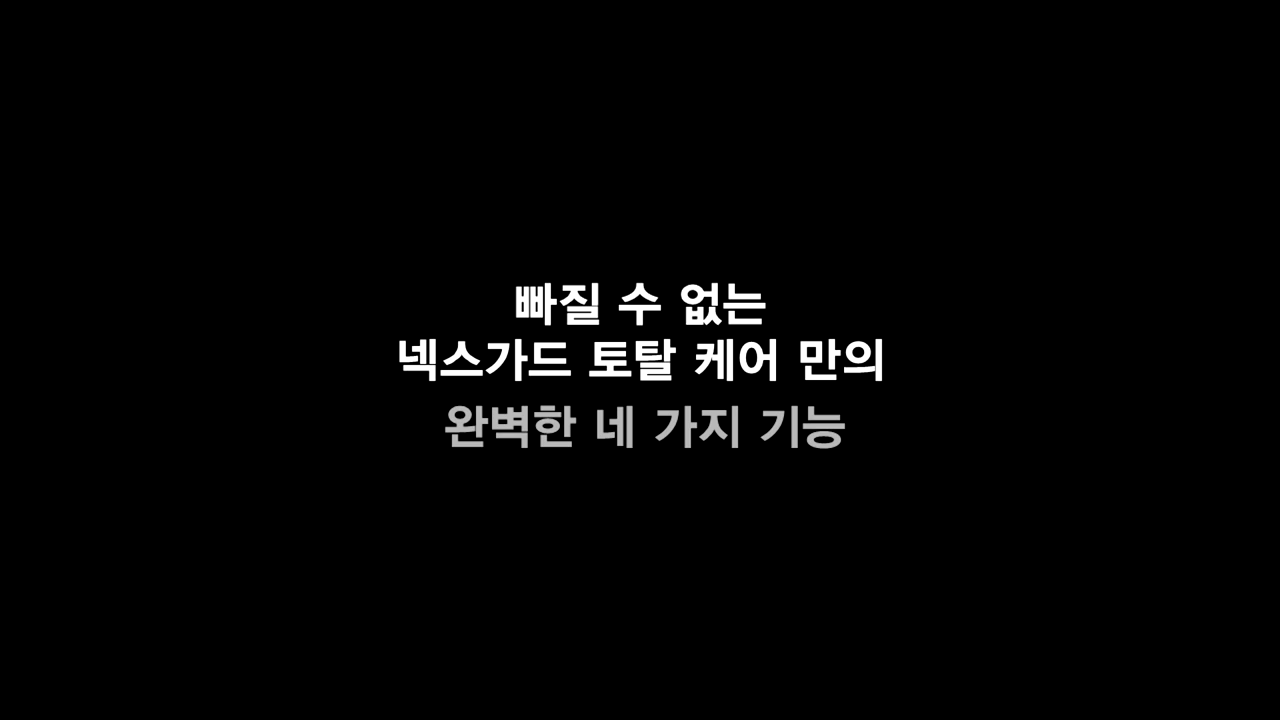 빠질 수 없는
넥스가드 토탈 케어 만의
완벽한 네 가지 기능